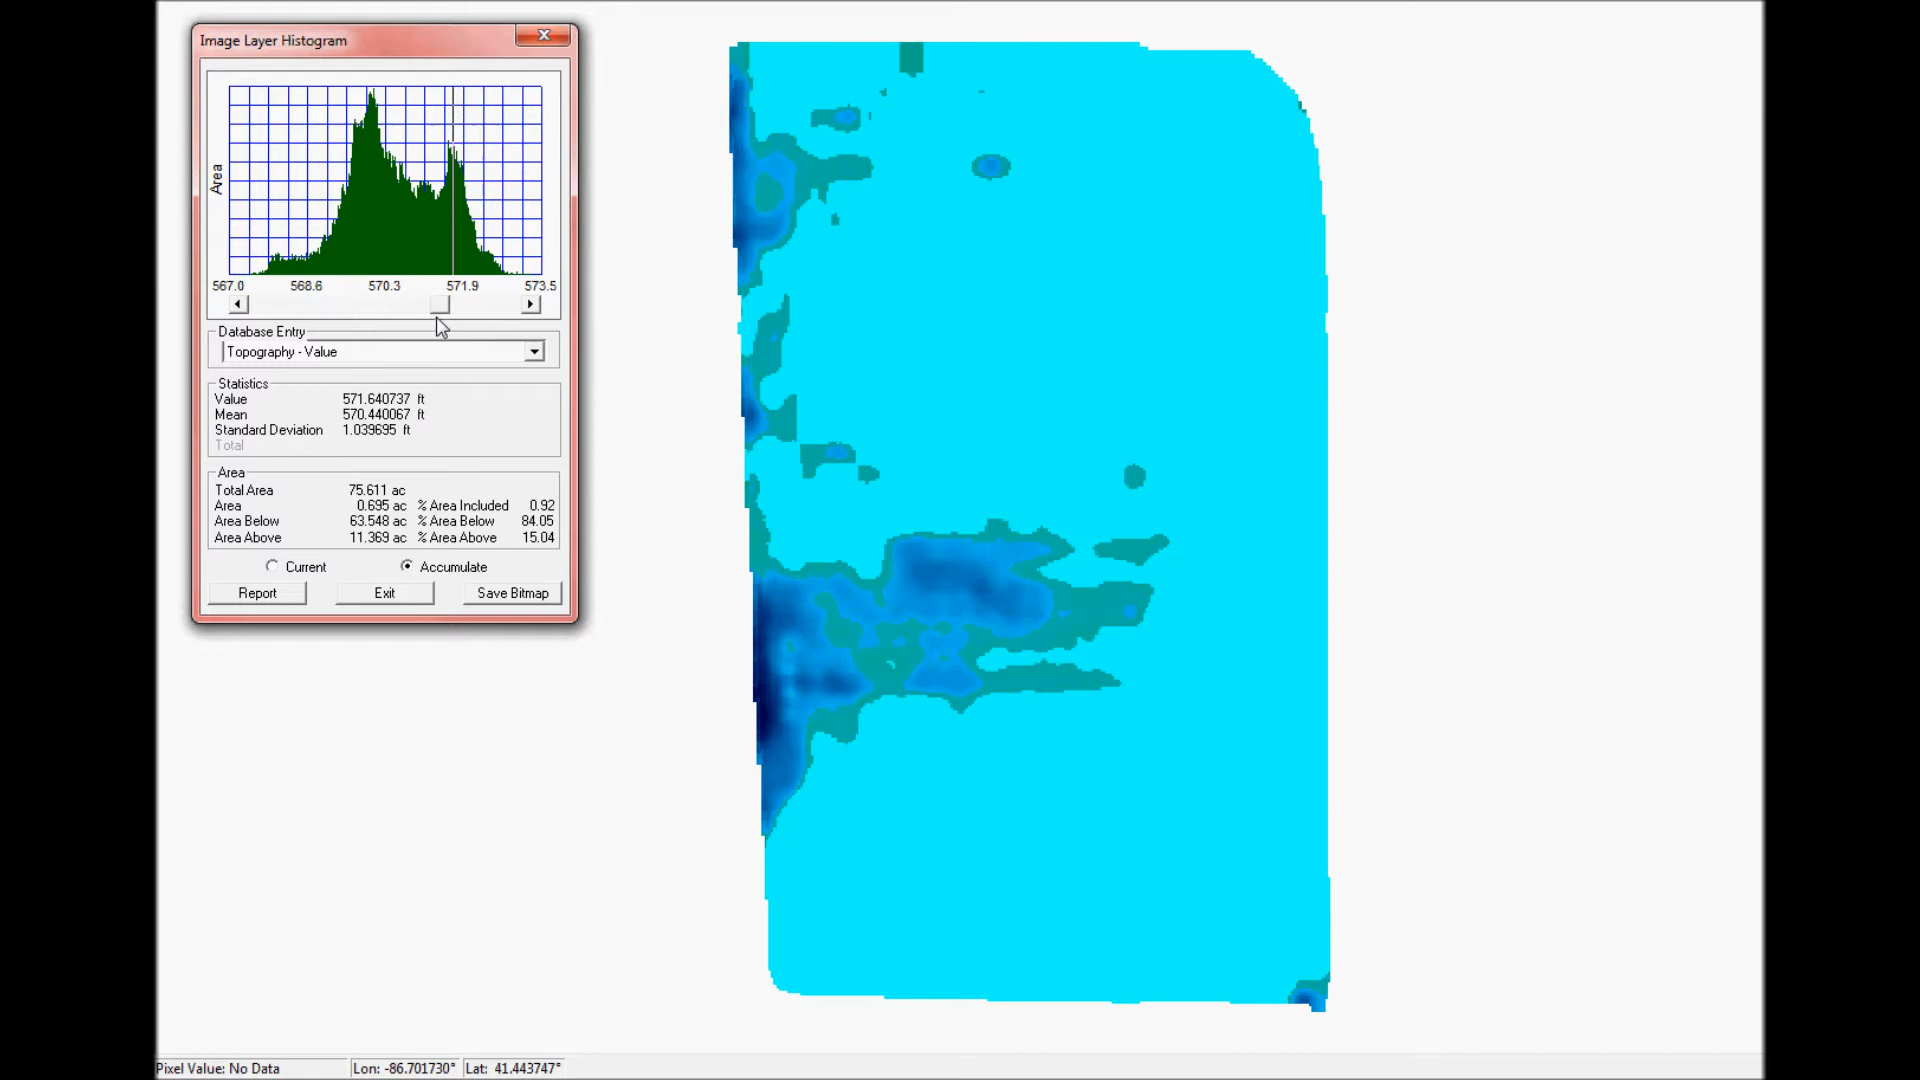 Image Layer Histogram
Area
567.0 568.6 570.3 571.9 573.5
Database Entry
Topography - Value
Statistics
Value 571.640737 ft
Mean 570.440067 ft
Standard Deviation 1.039695 ft
Total
Area
Total Area 75.611 ac
Area 0.695 ac % Area Included 0.92
Area Below 63.548 ac % Area Below 84.05
Area Above 11.369 ac % Area Above 15.04
Current Accumulate
Report Exit Save Bitmap
Pixel Value: No Data Lon: -86.701730° Lat: 41.443747°